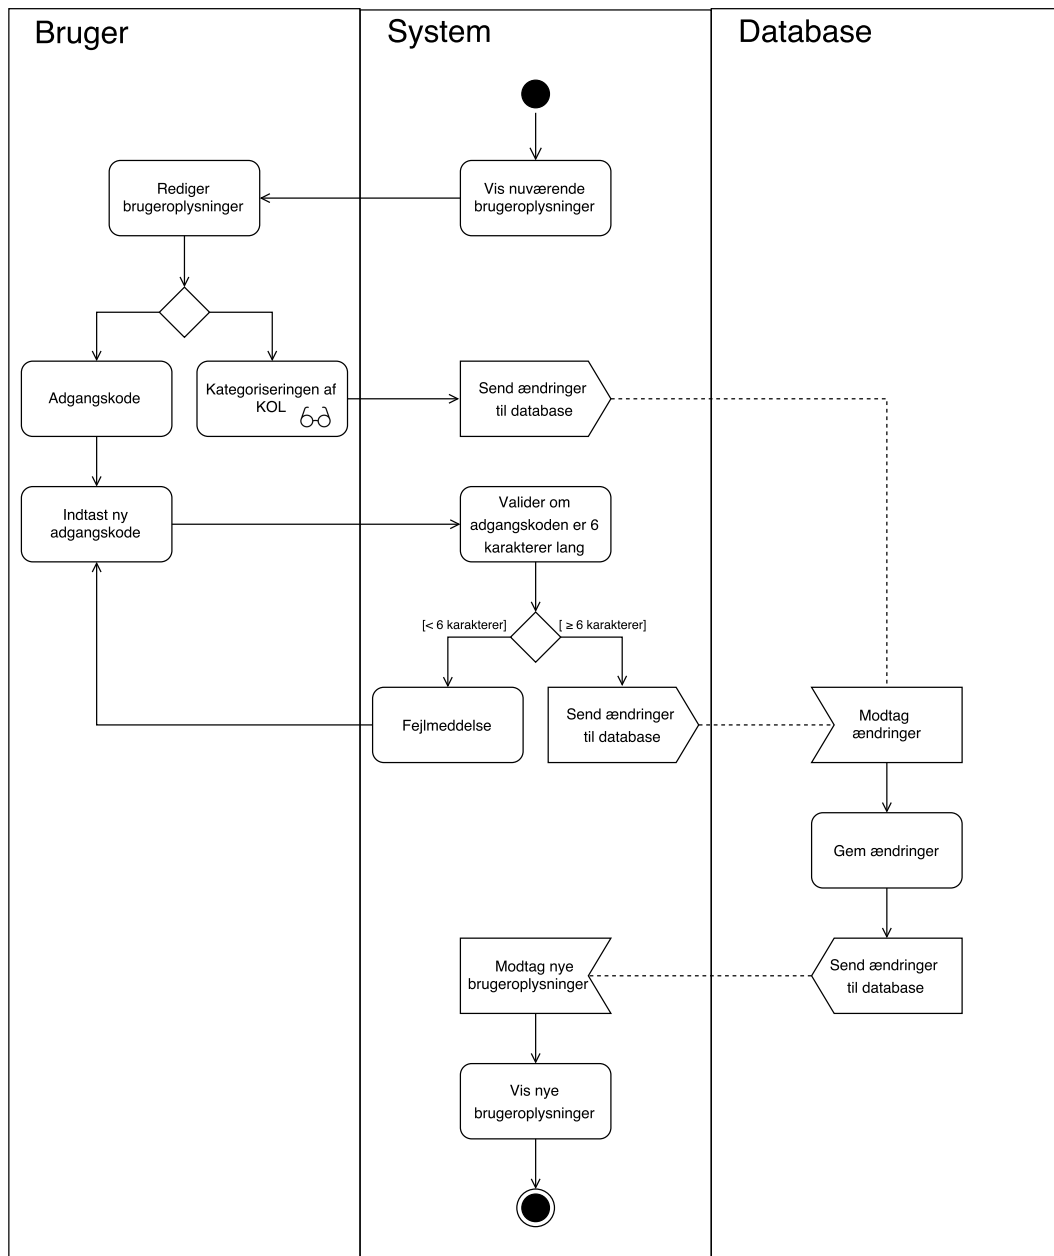 Bruger
System
Database
Vis nuværende
brugeroplysninger
Rediger
brugeroplysninger
Adgangskode
Kategoriseringen af
KOL
Send ændringer
til database
Indtast ny
adgangskode
Valider om
adgangskoden er 6
karakterer lang
[< 6 karakterer]
[ ≥ 6 karakterer]
Fejlmeddelse
Send ændringer
til database
Modtag
ændringer
Gem ændringer
Send ændringer
til database
Modtag nye
brugeroplysninger
Vis nye
brugeroplysninger